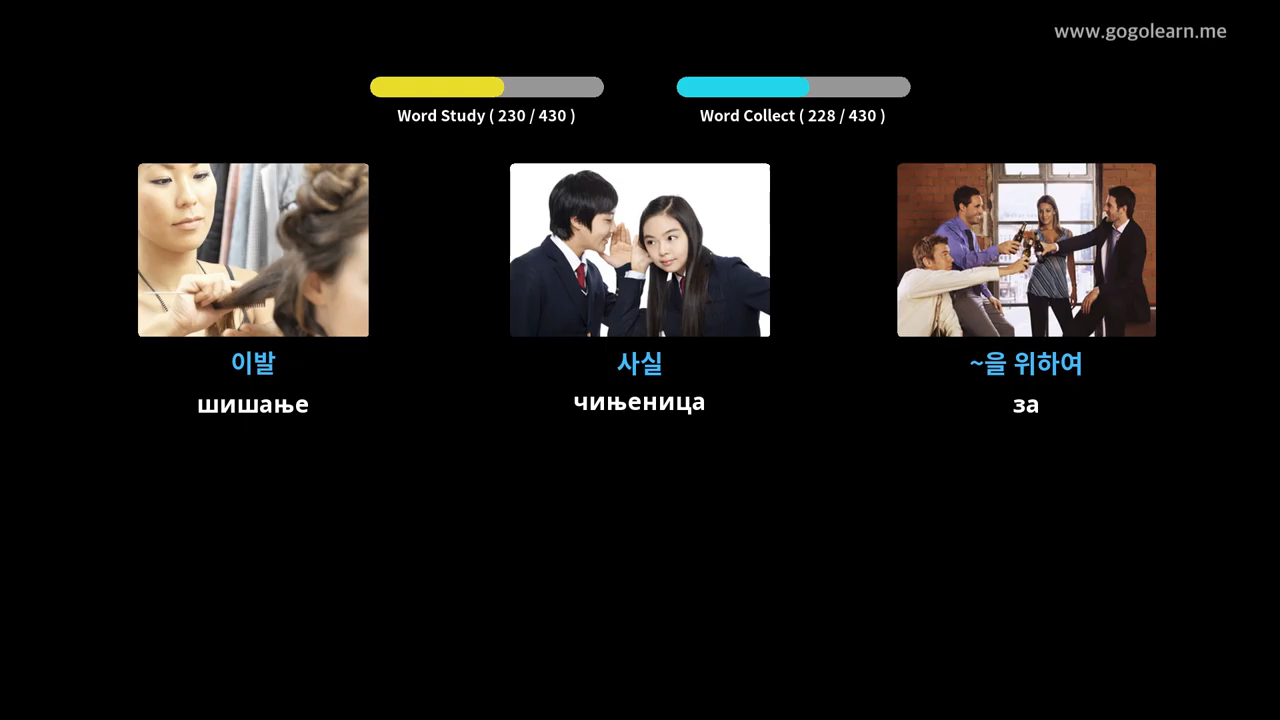 www.gogolearn.me
Word Study ( 230 / 430 )
Word Collect ( 228 / 430 )
이발
사실
~을 위하여
шишање
чињеница
за